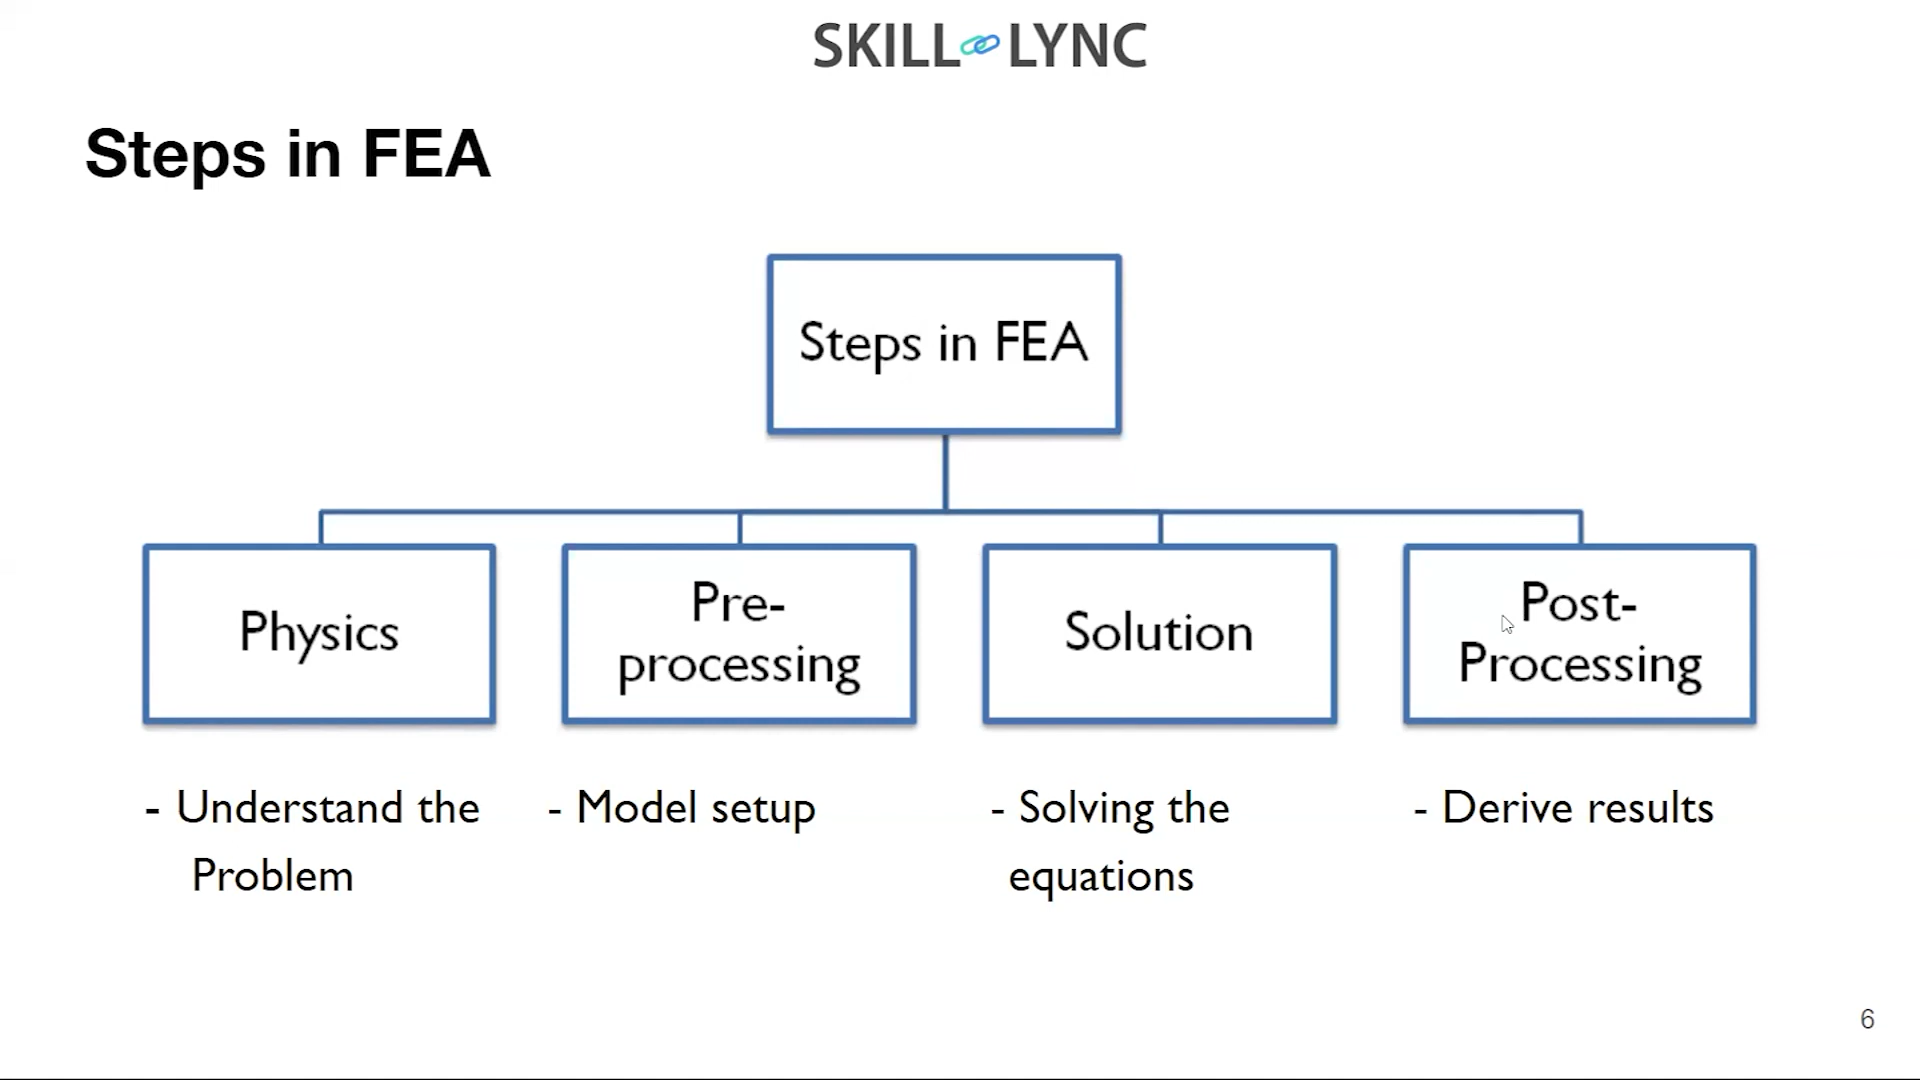 SKILL LYNC
Steps in FEA
Steps in FEA
Physics
Pre-
processing
Solution
Post-
Processing
- Understand the
Problem
- Model setup
- Solving the
equations
- Derive results
6